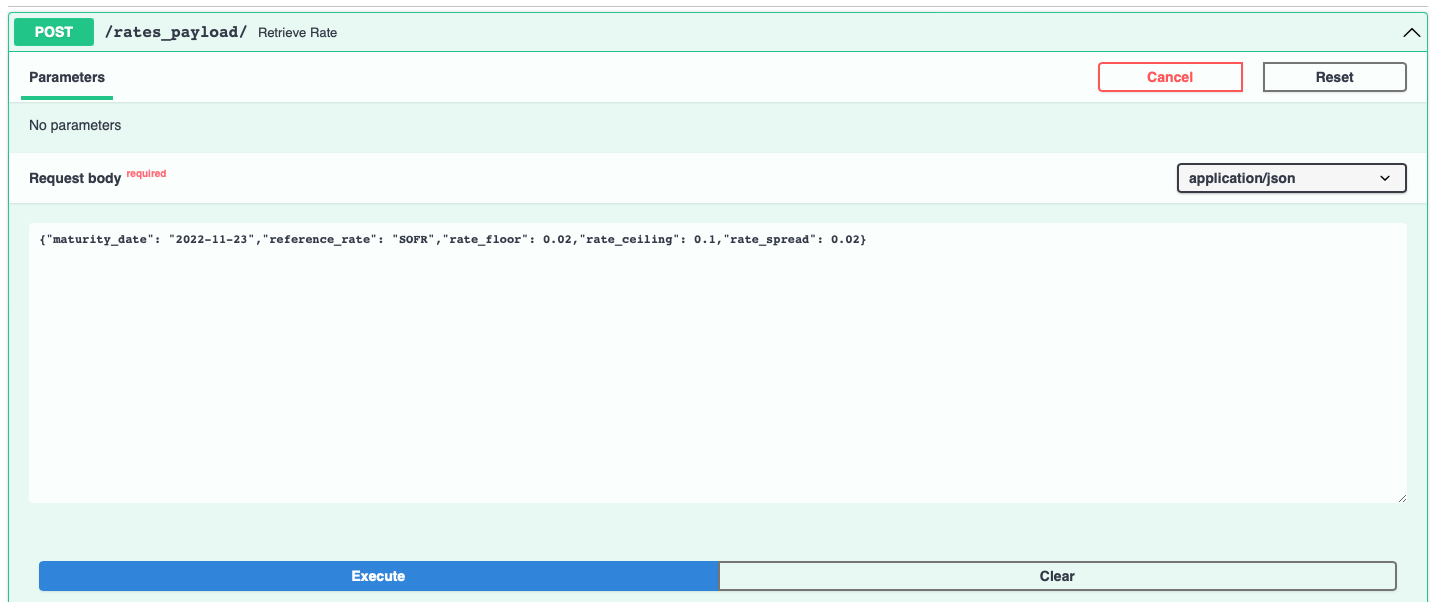 POST /rates_payload/ Retrieve Rate
Parameters Cancel Reset
No parameters
Request body required application/json
{"maturity_date": "2022-11-23","reference_rate": "SOFR","rate_floor": 0.02,"rate_ceiling": 0.1,"rate_spread": 0.02}
Execute Clear